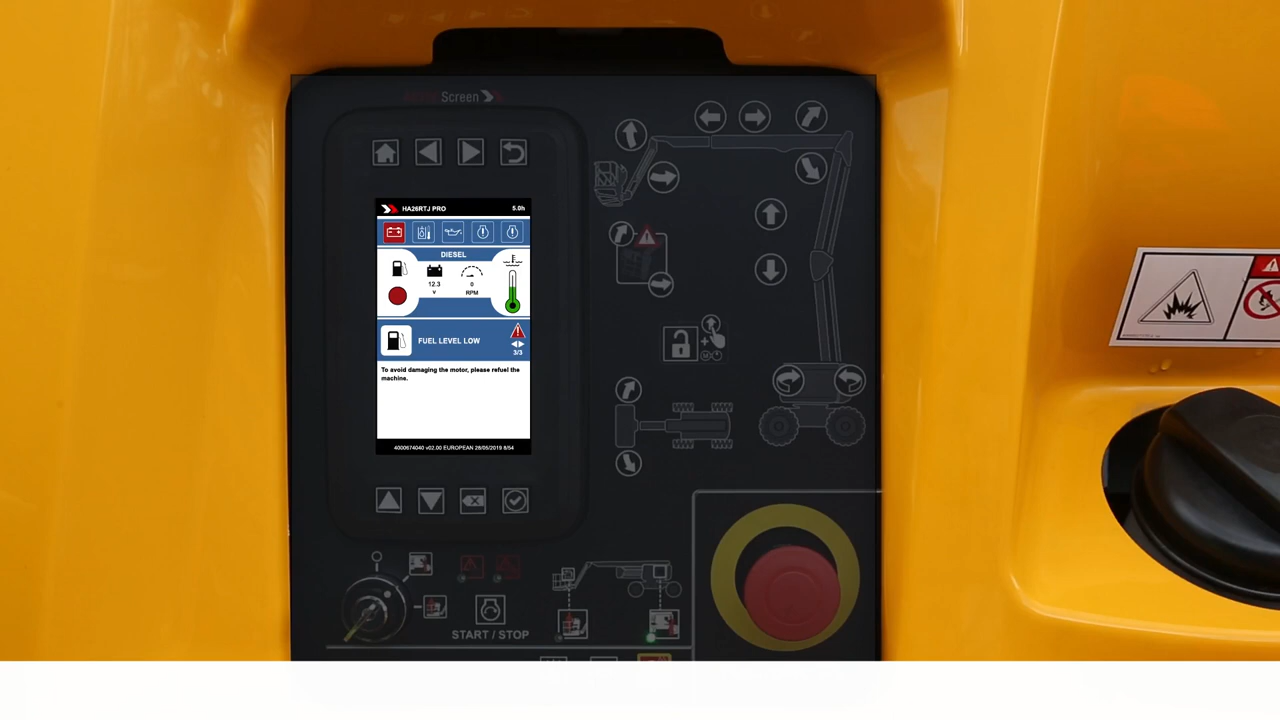 Screen
HA26RTJ PRO 5.0h
DIESEL
12.3
V
0
RPM
FUEL LEVEL LOW
3/3
To avoid damaging the motor, please refuel the
machine.
4000674040 v02.00 EUROPEAN 28/05/2019 8/54
START / STOP